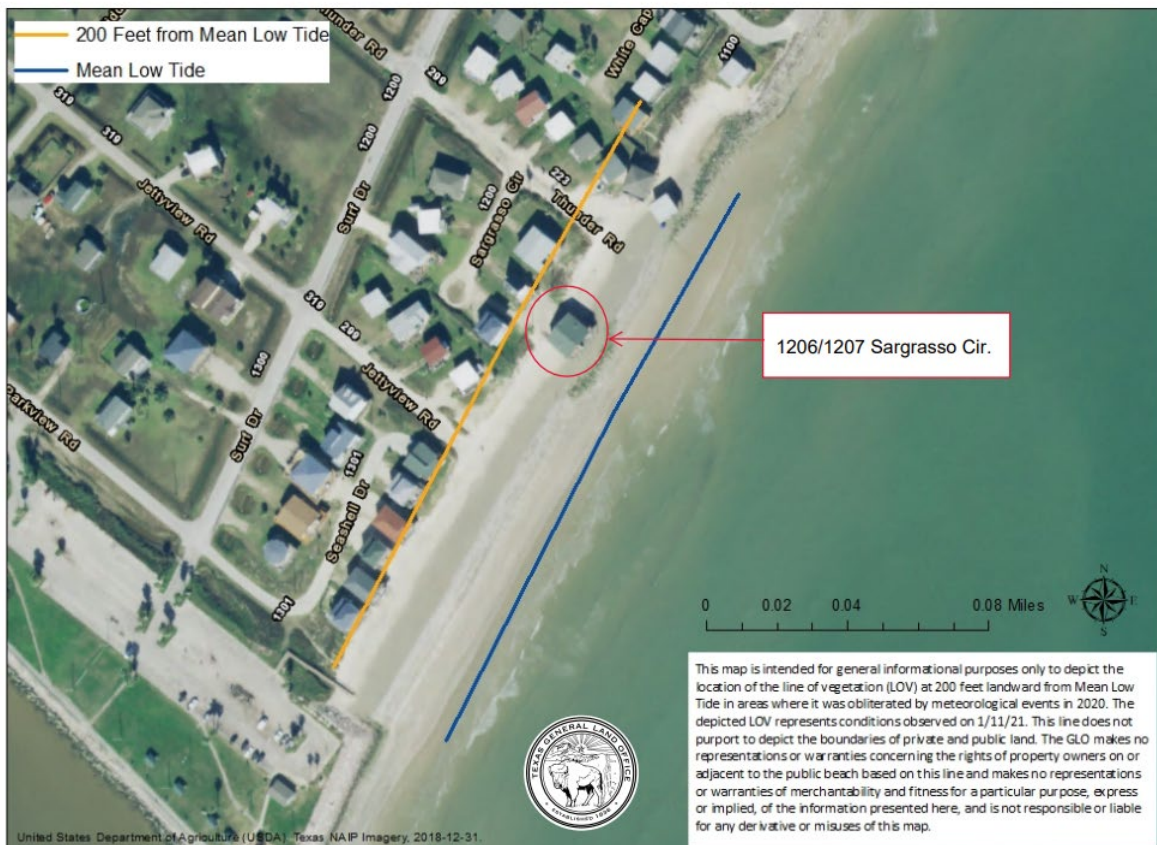 200 Feet from Mean Low Tide
Mean Low Tide
Thunder Rd
299
White Cap
1100
319
319
1200
1200
Jettyview Rd
Surf Dr
1200
Sargrasso Cir
223
Thunder Rd
319
299
1206/1207 Sargrasso Cir.
1300
Jettyview Rd
Parkview Rd
Surf Dr
1301
Seashell Dr
1301
0 0.02 0.04 0.08 Miles
N
W E
S
This map is intended for general informational purposes only to depict the
location of the line of vegetation (LOV) at 200 feet landward from Mean Low
Tide in areas where it was obliterated by meteorological events in 2020. The
depicted LOV represents conditions observed on 1/11/21. This line does not
purport to depict the boundaries of private and public land. The GLO makes no
representations or warranties concerning the rights of property owners on or
adjacent to the public beach based on this line and makes no representations
or warranties of merchantability and fitness for a particular purpose, express
or implied, of the information presented here, and is not responsible or liable
for any derivative or misuses of this map.
TEXAS GENERAL LAND OFFICE
ESTABLISHED 1836
United States Department of Agriculture (USDA). Texas NAIP Imagery, 2018-12-31.